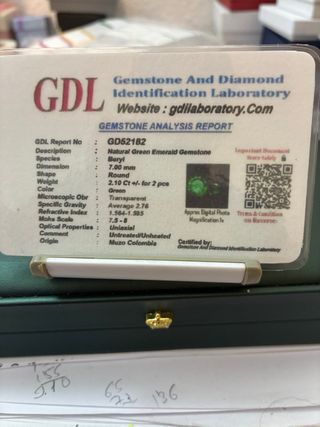 GDL
Gemstone And Diamond
Identification Laboratory
Website : gdilaboratory.Com
GEMSTONE ANALYSIS REPORT
GDL Report No : GD52182
Description : Natural Green Emerald Gemstone
Species : Beryl
Dimension : 7.00 mm
Shape : Round
Weight : 2.10 Ct +/- for 2 pcs
Color : Green
Microscopic Obr : Transparent
Specific Gravity : Average 2.76
Refractive Index : 1.564-1.595
Mohs Scale : 7.5 - 8
Optical Properties : Uniaxial
Comment : Untreated/Unheated
Origin : Muzo Colombia
Important Document
Store Safely
Approx Digital Photo
Magnification 1x
Terms & Condition
on Reverse
Certified by:
Gemstone And Diamond Identification Laboratory
155
65
136